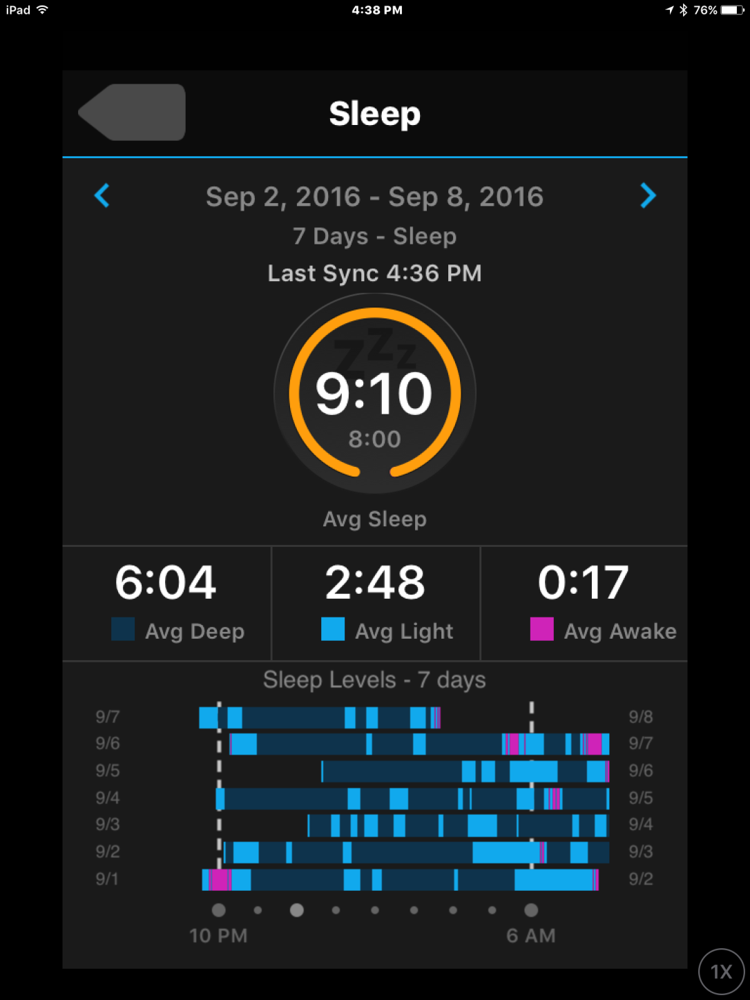 iPad 4:38 PM 76%
Sleep
Sep 2, 2016 - Sep 8, 2016
7 Days - Sleep
Last Sync 4:36 PM
zzz
9:10
8:00
Avg Sleep
6:04 2:48 0:17
Avg Deep Avg Light Avg Awake
Sleep Levels - 7 days
9/7 9/8
9/6 9/7
9/5 9/6
9/4 9/5
9/3 9/4
9/2 9/3
9/1 9/2
10 PM 6 AM
1X